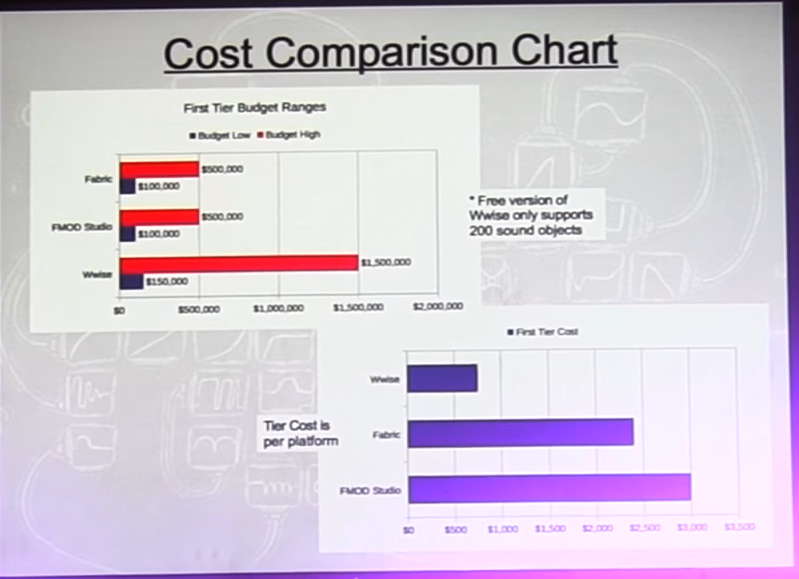 Cost Comparison Chart
First Tier Budget Ranges
Budget Low Budget High
Fabric
$500,000
$100,000
FMOD Studio
$500,000
$100,000
Wwise
$1,500,000
$150,000
$0 $500,000 $1,000,000 $1,500,000 $2,000,000
* Free version of
Wwise only supports
200 sound objects
First Tier Cost
Wwise
Fabric
FMOD Studio
$0 $500 $1,000 $1,500 $2,000 $2,500 $3,000 $3,500
Tier Cost is
per platform